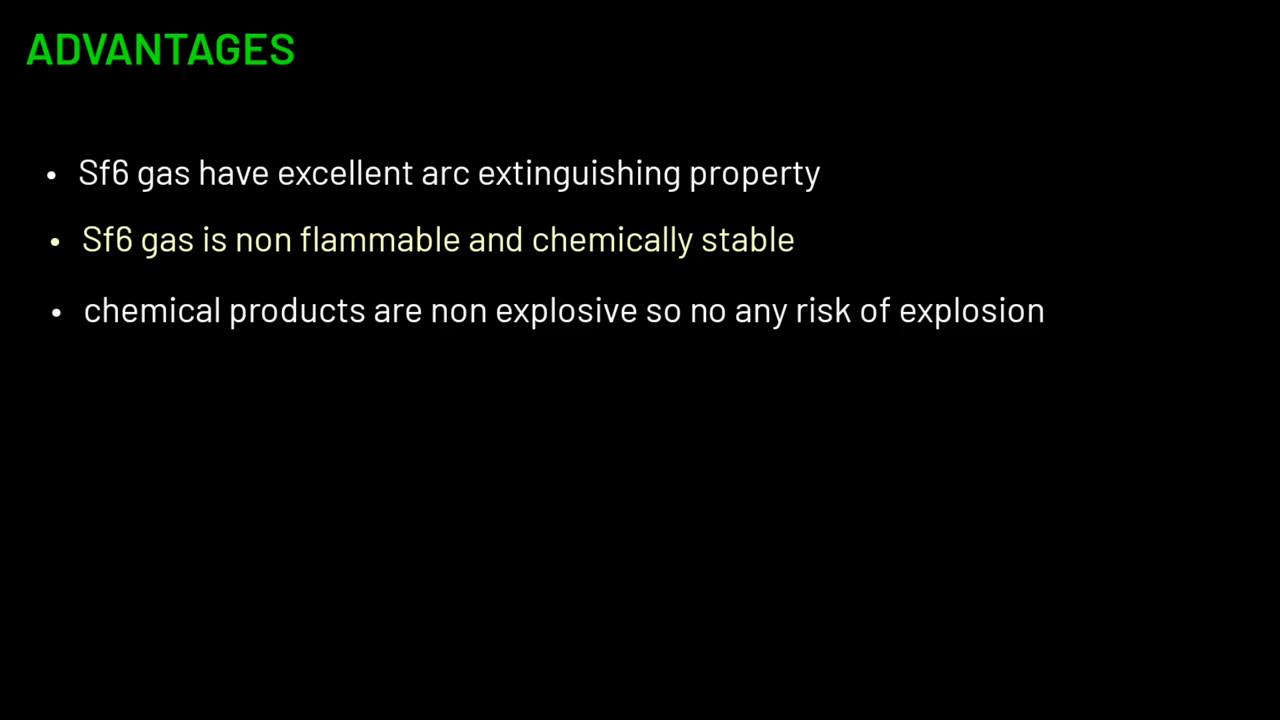 ADVANTAGES
• Sf6 gas have excellent arc extinguishing property
• Sf6 gas is non flammable and chemically stable
• chemical products are non explosive so no any risk of explosion